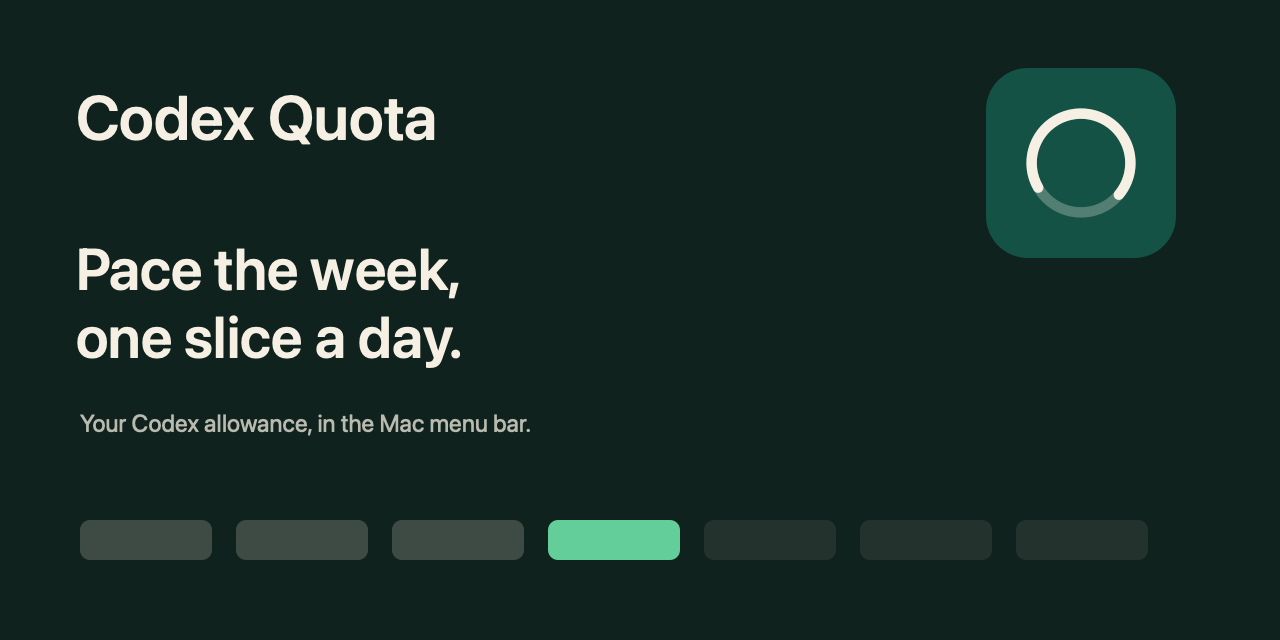 Codex Quota
Pace the week,
one slice a day.
Your Codex allowance, in the Mac menu bar.